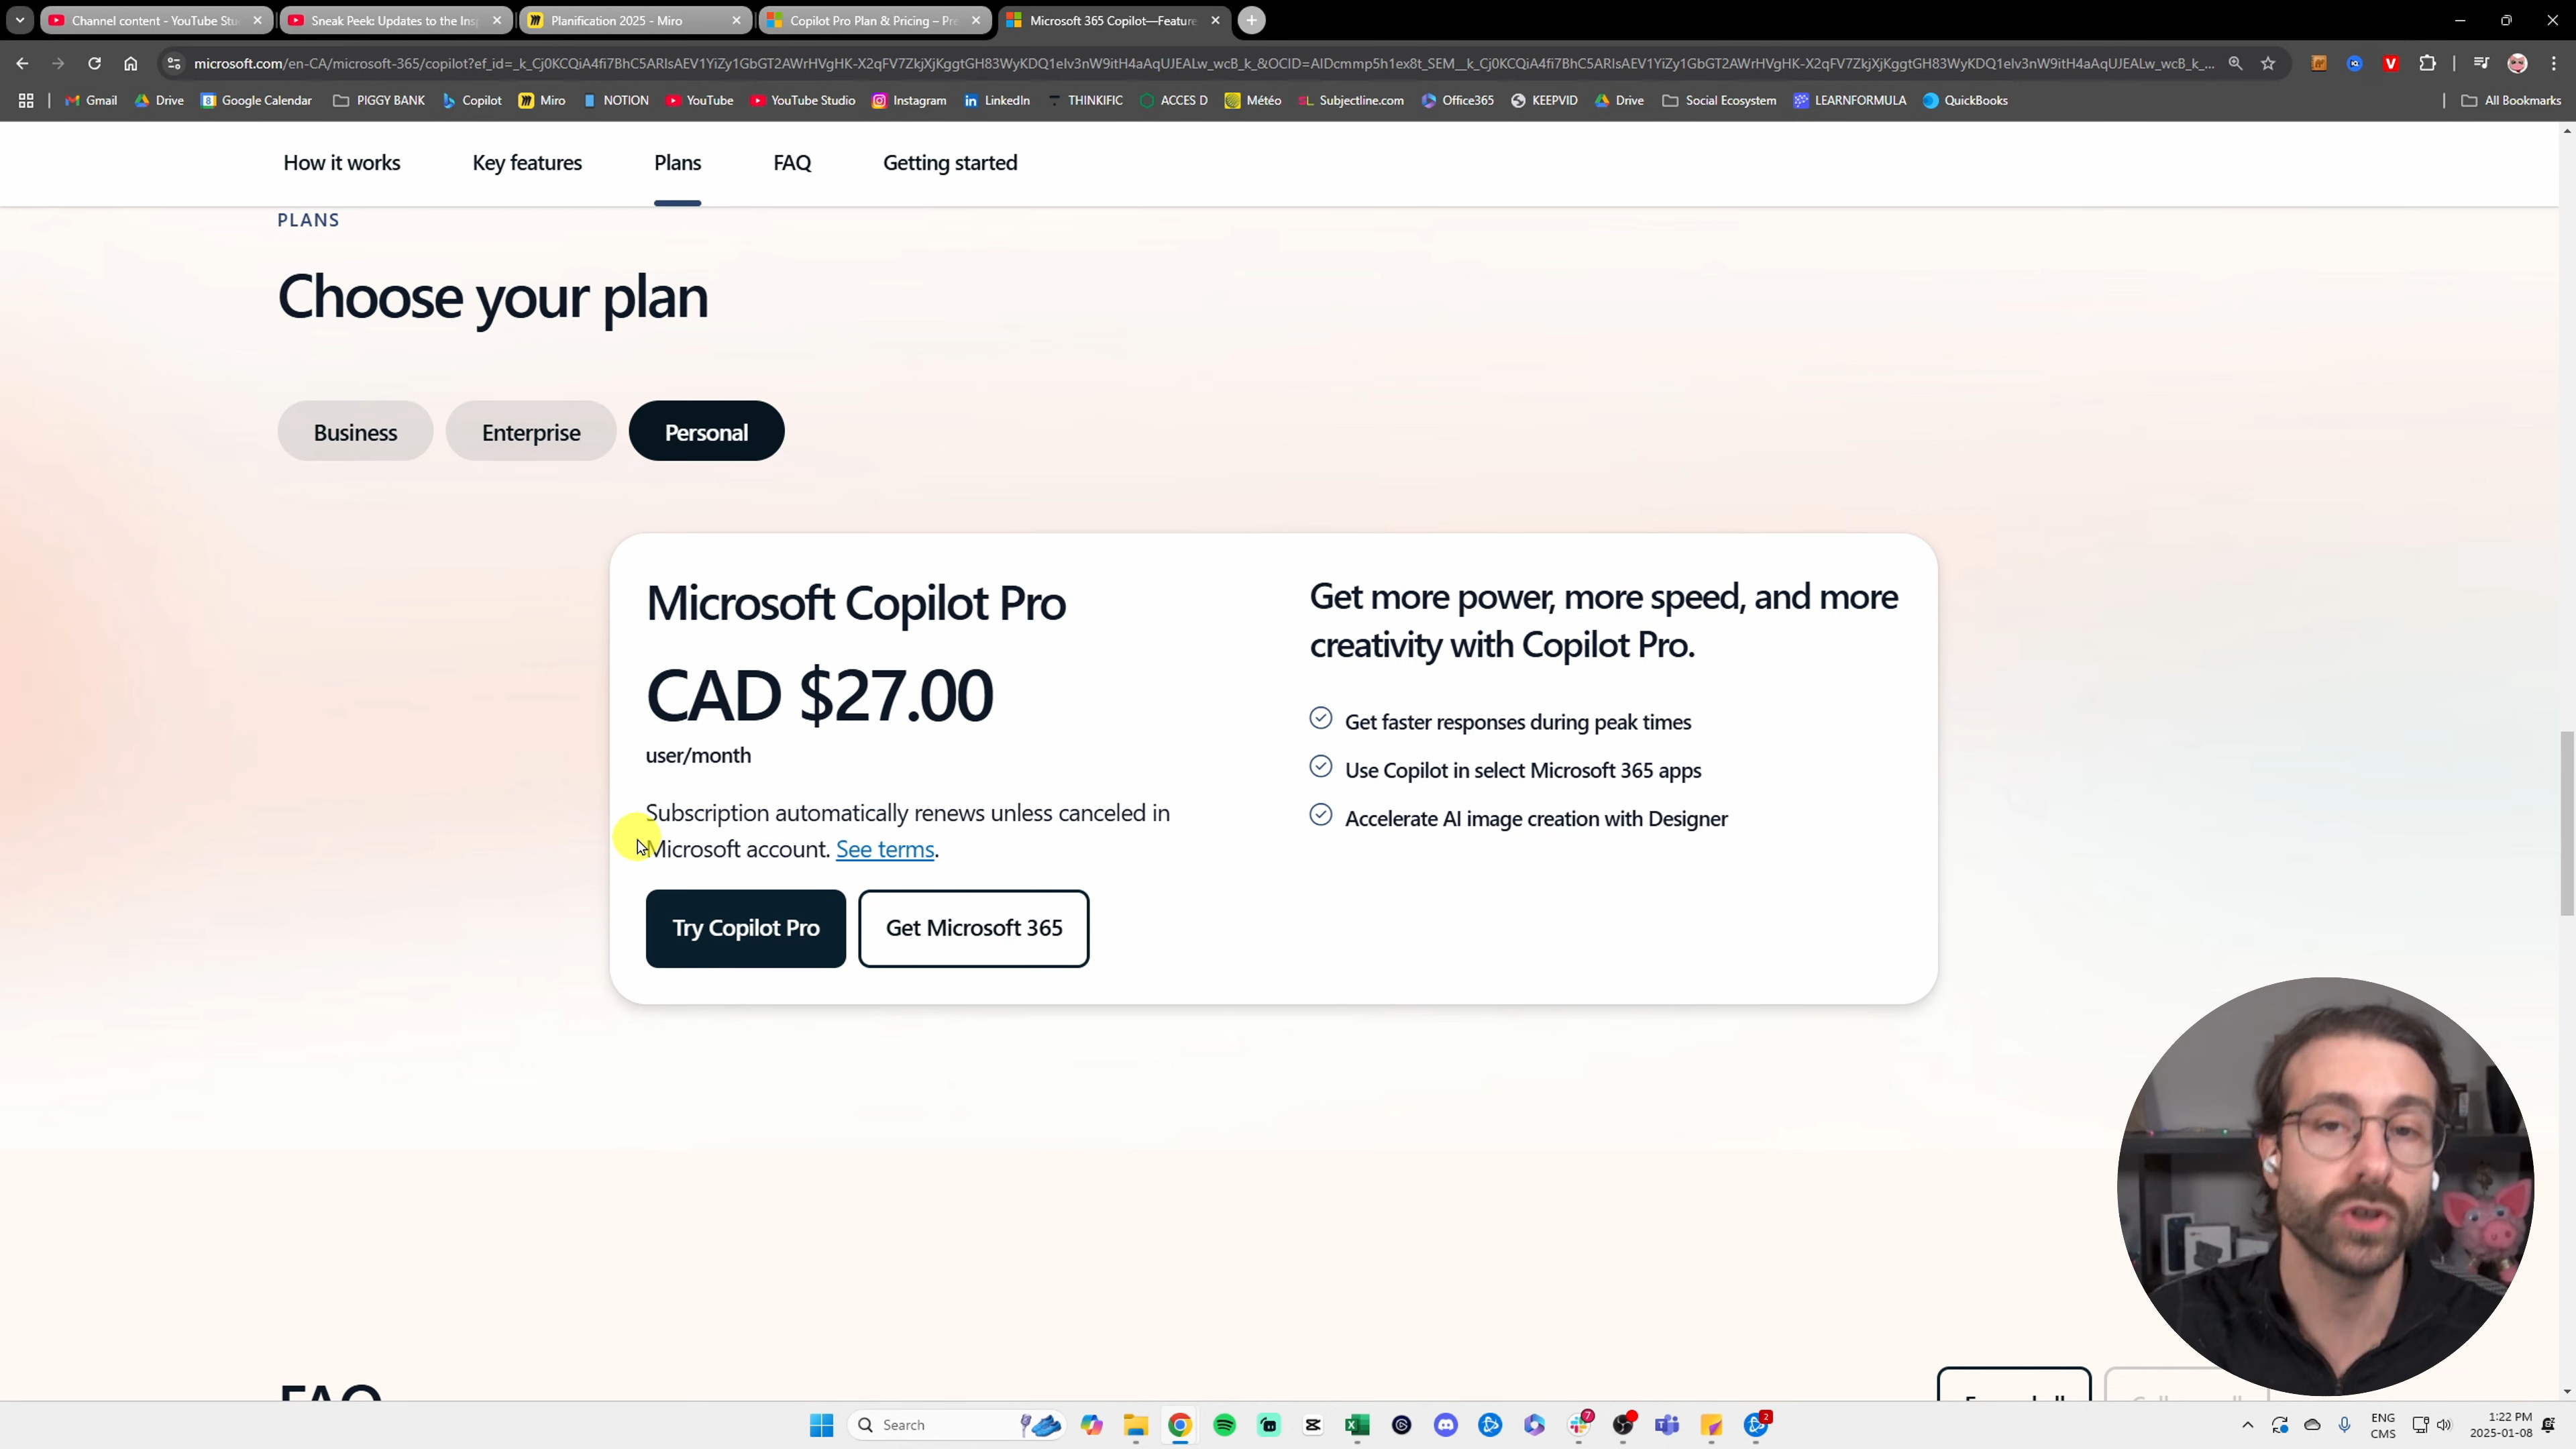 Channel content - YouTube Stu
Sneak Peek: Updates to the Insp
Planification 2025 - Miro
Copilot Pro Plan & Pricing – Pre
Microsoft 365 Copilot—Feature
Gmail
Drive
Google Calendar
PIGGY BANK
Copilot
Miro
NOTION
YouTube
YouTube Studio
Instagram
LinkedIn
THINKIFIC
ACCES D
Météo
Subjectline.com
Office365
KEEPVID
Drive
Social Ecosystem
LEARNFORMULA
QuickBooks
All Bookmarks
How it works
Key features
Plans
FAQ
Getting started
PLANS
Choose your plan
Business
Enterprise
Personal
Microsoft Copilot Pro
CAD $27.00
user/month
Subscription automatically renews unless canceled in
Microsoft account. See terms.
Try Copilot Pro
Get Microsoft 365
Get more power, more speed, and more
creativity with Copilot Pro.
Get faster responses during peak times
Use Copilot in select Microsoft 365 apps
Accelerate AI image creation with Designer
FAQ
Search
7
2
ENG
CMS
1:22 PM
2025-01-08